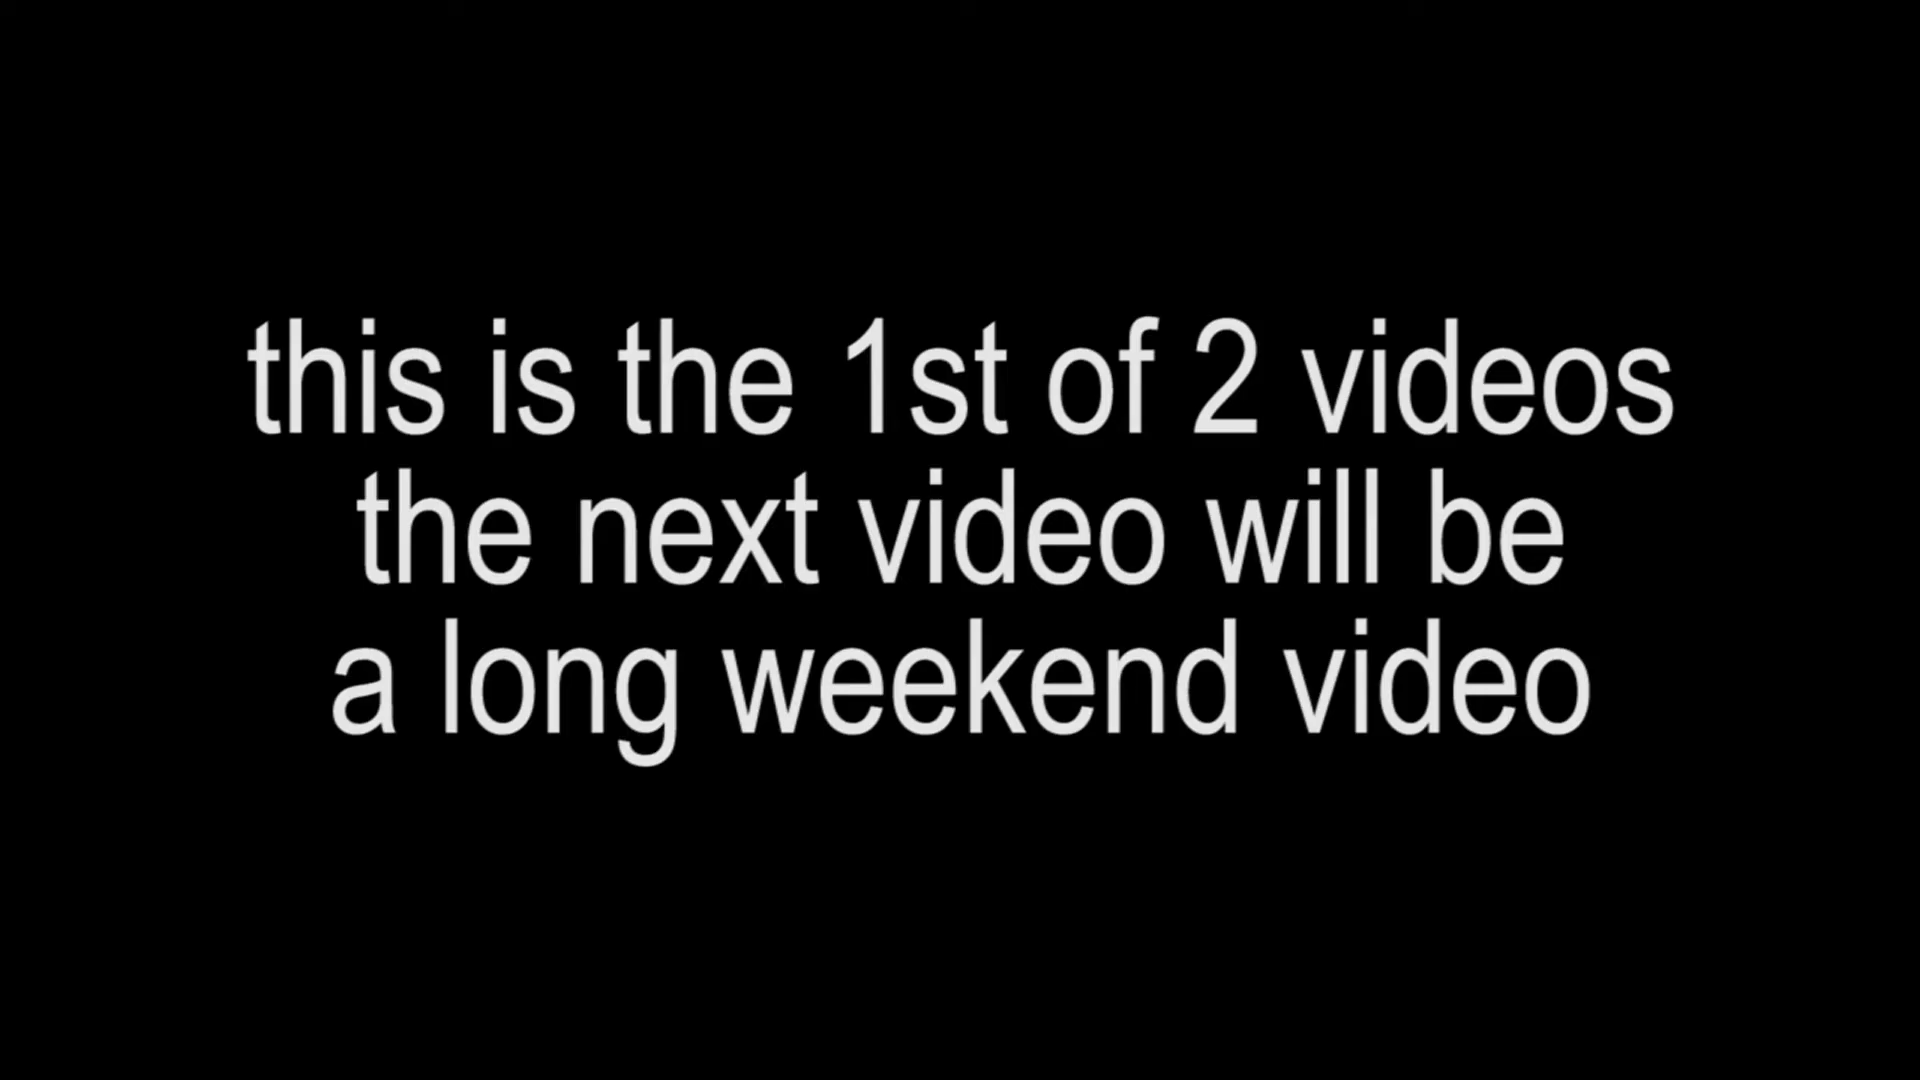 this is the 1st of 2 videos
the next video will be
a long weekend video